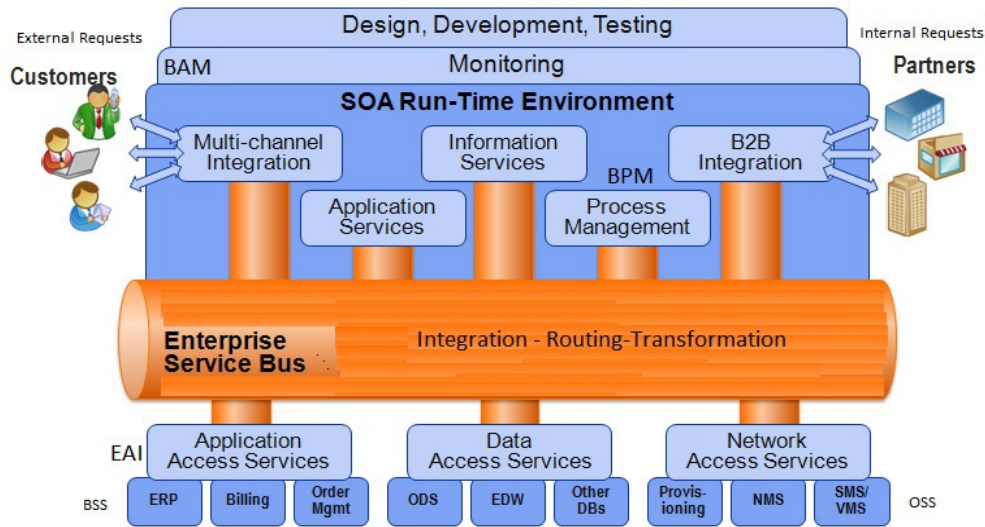 Design, Development, Testing
External Requests
Internal Requests
Customers
BAM
Monitoring
Partners
SOA Run-Time Environment
Multi-channel
Integration
Information
Services
B2B
Integration
BPM
Application
Services
Process
Management
Enterprise
Service Bus
Integration - Routing-Transformation
EAI
Application
Access Services
Data
Access Services
Network
Access Services
BSS
ERP
Billing
Order
Mgmt
ODS
EDW
Other
DBs
Provis-
ioning
NMS
SMS/
VMS
OSS